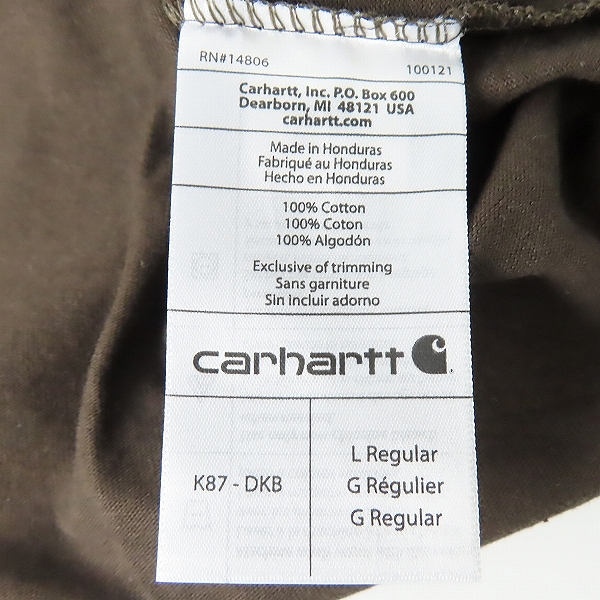 RN#14806 100121
Carhartt, Inc. P.O. Box 600
Dearborn, MI 48121 USA
carhartt.com
Made in Honduras
Fabriqué au Honduras
Hecho en Honduras
100% Cotton
100% Coton
100% Algodón
Exclusive of trimming
Sans garniture
Sin incluir adorno
carhartt
K87 - DKB
L Regular
G Régulier
G Regular